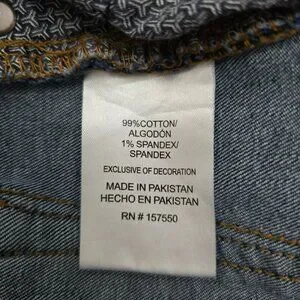 99%COTTON/
ALGODÓN
1% SPANDEX/
SPANDEX
EXCLUSIVE OF DECORATION
MADE IN PAKISTAN
HECHO EN PAKISTAN
RN # 157550